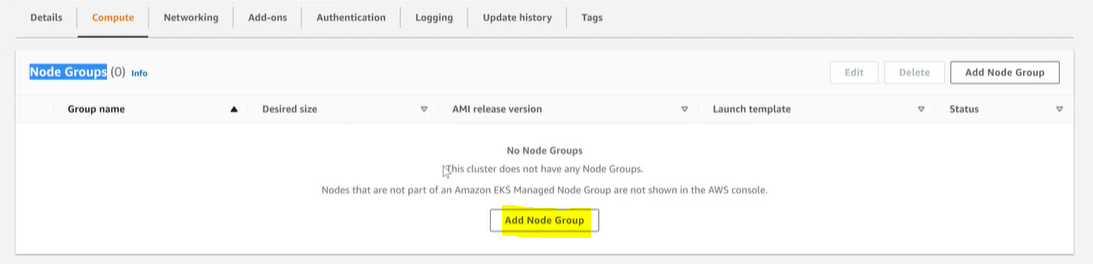 Details Compute Networking Add-ons Authentication Logging Update history Tags
Node Groups (0) Info Edit Delete Add Node Group
Group name Desired size AMI release version Launch template Status
No Node Groups
This cluster does not have any Node Groups.
Nodes that are not part of an Amazon EKS Managed Node Group are not shown in the AWS console.
Add Node Group